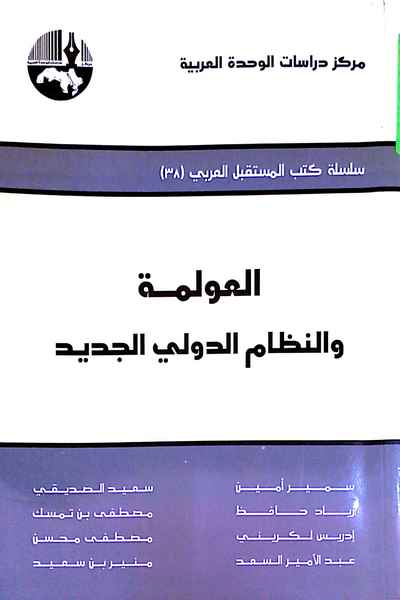 مركز دراسات الوحدة العربية
سلسلة كتب المستقبل العربي (٣٨)
العولمة
والنظام الدولي الجديد
سمير أمين
زياد حافظ
إدريس لكريني
عبد الأمير السعد
سعيد الصديقي
مصطفى بن تمسك
مصطفى محسن
منير بن سعيد